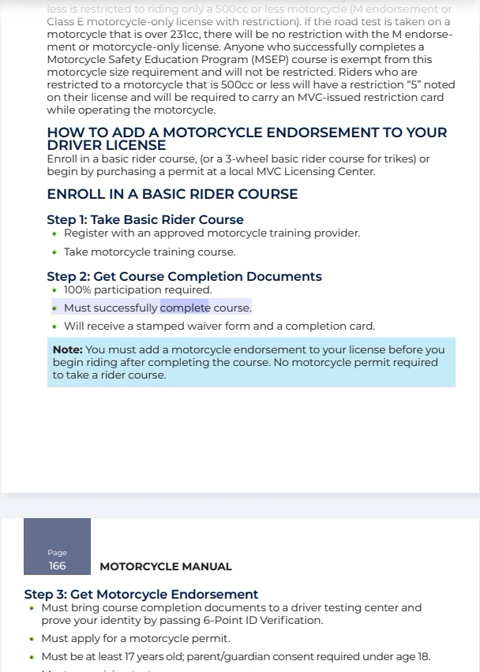 less is restricted to riding only a 500cc or less motorcycle (M endorsement or
Class E motorcycle-only license with restriction). If the road test is taken on a
motorcycle that is over 231cc, there will be no restriction with the M endorse-
ment or motorcycle-only license. Anyone who successfully completes a
Motorcycle Safety Education Program (MSEP) course is exempt from this
motorcycle size requirement and will not be restricted. Riders who are
restricted to a motorcycle that is 500cc or less will have a restriction “5” noted
on their license and will be required to carry an MVC-issued restriction card
while operating the motorcycle.
HOW TO ADD A MOTORCYCLE ENDORSEMENT TO YOUR
DRIVER LICENSE
Enroll in a basic rider course, (or a 3-wheel basic rider course for trikes) or
begin by purchasing a permit at a local MVC Licensing Center.
ENROLL IN A BASIC RIDER COURSE
Step 1: Take Basic Rider Course
• Register with an approved motorcycle training provider.
• Take motorcycle training course.
Step 2: Get Course Completion Documents
• 100% participation required.
• Must successfully complete course.
• Will receive a stamped waiver form and a completion card.
Note: You must add a motorcycle endorsement to your license before you
begin riding after completing the course. No motorcycle permit required
to take a rider course.
Page
166
MOTORCYCLE MANUAL
Step 3: Get Motorcycle Endorsement
• Must bring course completion documents to a driver testing center and
prove your identity by passing 6-Point ID Verification.
• Must apply for a motorcycle permit.
• Must be at least 17 years old; parent/guardian consent required under age 18.